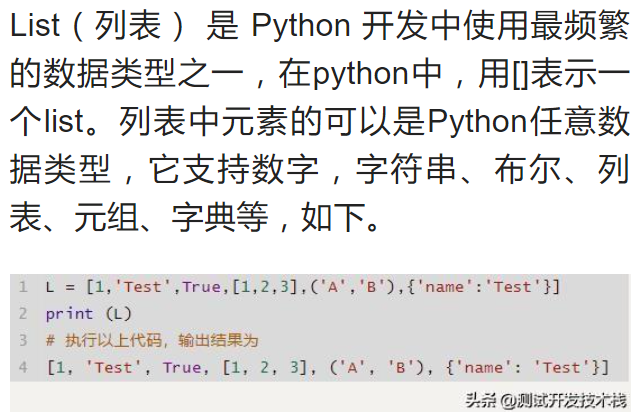 List（列表） 是 Python 开发中使用最频繁
的数据类型之一，在python中，用[]表示一
个list。列表中元素的可以是Python任意数
据类型，它支持数字，字符串、布尔、列
表、元组、字典等，如下。
1 L = [1,'Test',True,[1,2,3],('A','B'),{'name':'Test'}]
2 print (L)
3 # 执行以上代码，输出结果为
4 [1, 'Test', True, [1, 2, 3], ('A', 'B'), {'name': 'Test'}]
头条 @测试开发技术栈